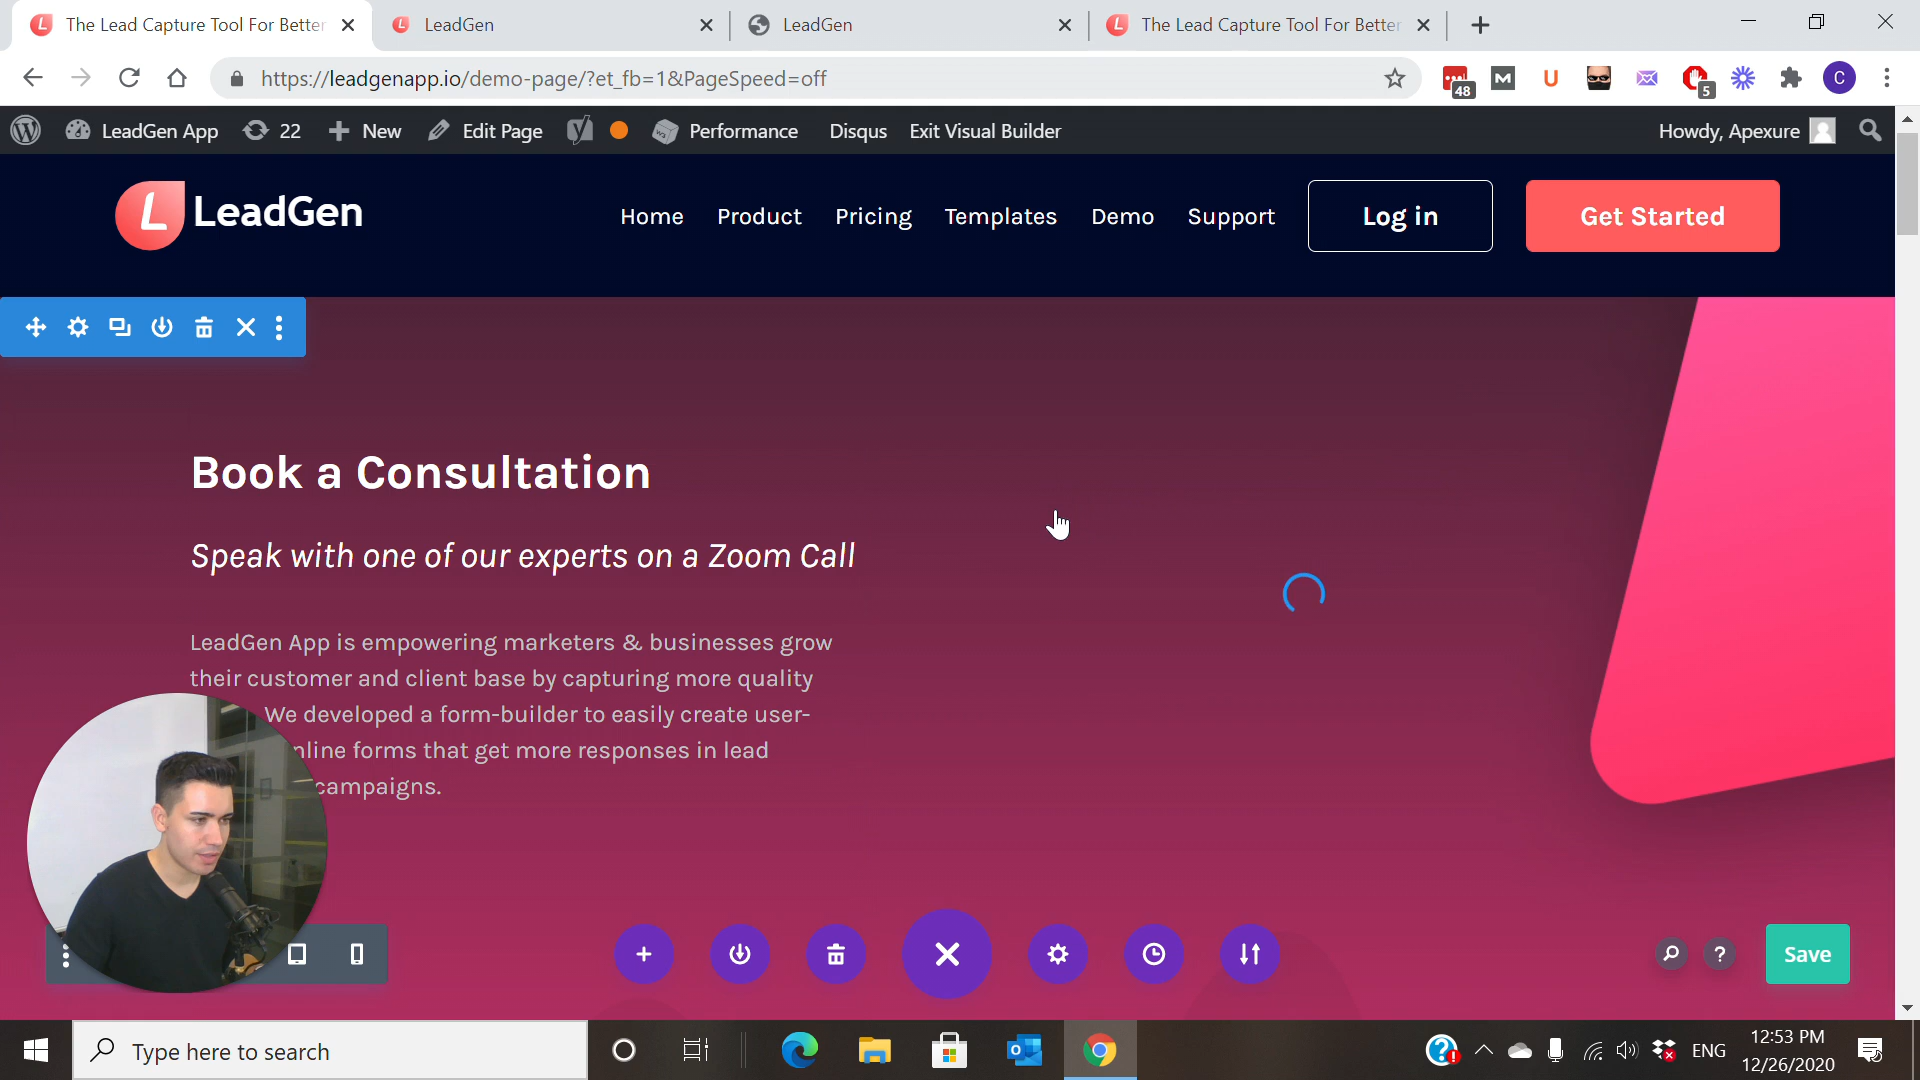 The Lead Capture Tool For Better
LeadGen
LeadGen
The Lead Capture Tool For Better
https://leadgenapp.io/demo-page/?et_fb=1&PageSpeed=off
48
M
U
5
C
LeadGen App
22
New
Edit Page
Performance
Disqus
Exit Visual Builder
Howdy, Apexure
L LeadGen
Home
Product
Pricing
Templates
Demo
Support
Log in
Get Started
Book a Consultation
Speak with one of our experts on a Zoom Call
LeadGen App is empowering marketers & businesses grow
their customer and client base by capturing more quality
We developed a form-builder to easily create user-
forms that get more responses in lead
campaigns.
?
Save
Type here to search
ENG
12:53 PM
12/26/2020